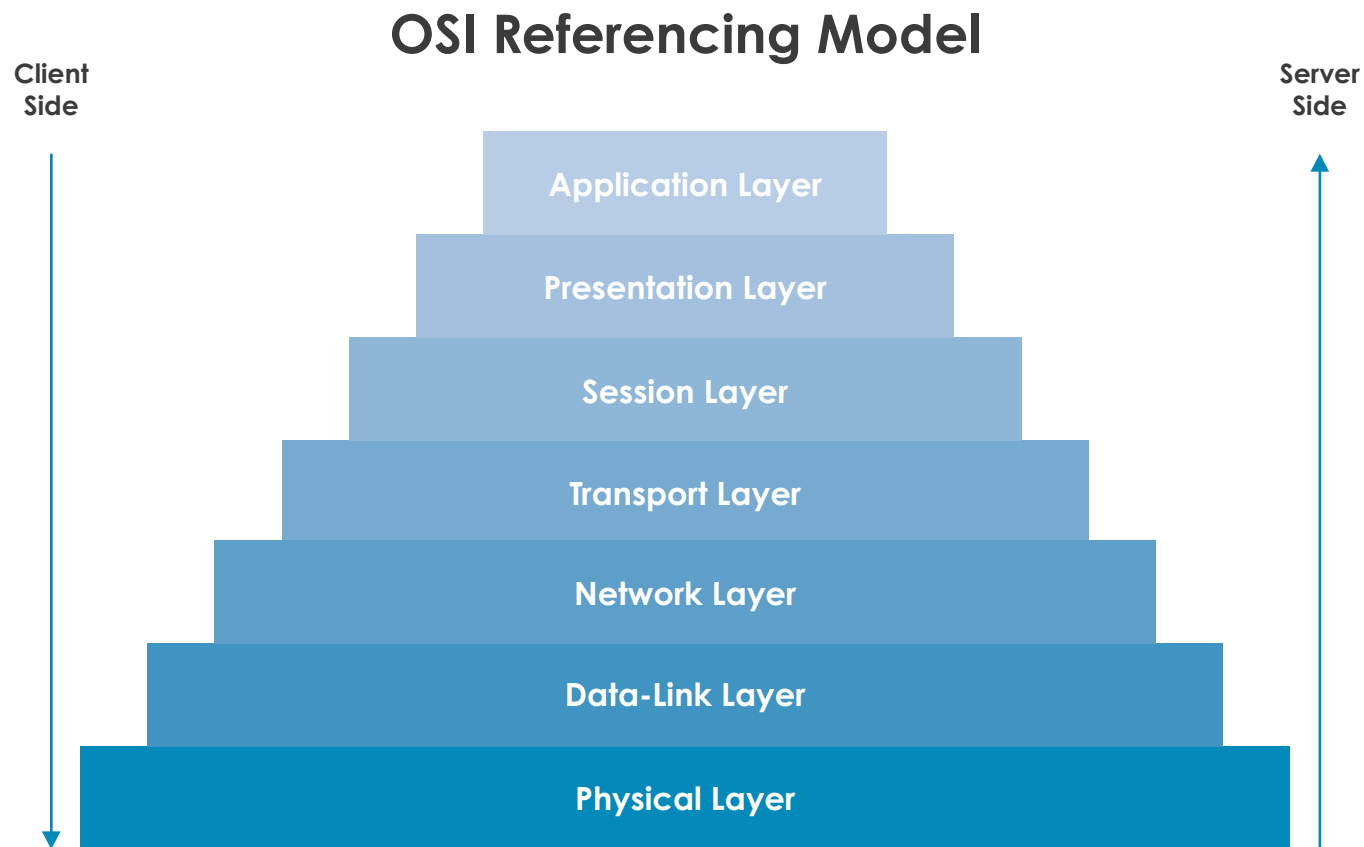 OSI Referencing Model
Client
Side
Server
Side
Application Layer
Presentation Layer
Session Layer
Transport Layer
Network Layer
Data-Link Layer
Physical Layer